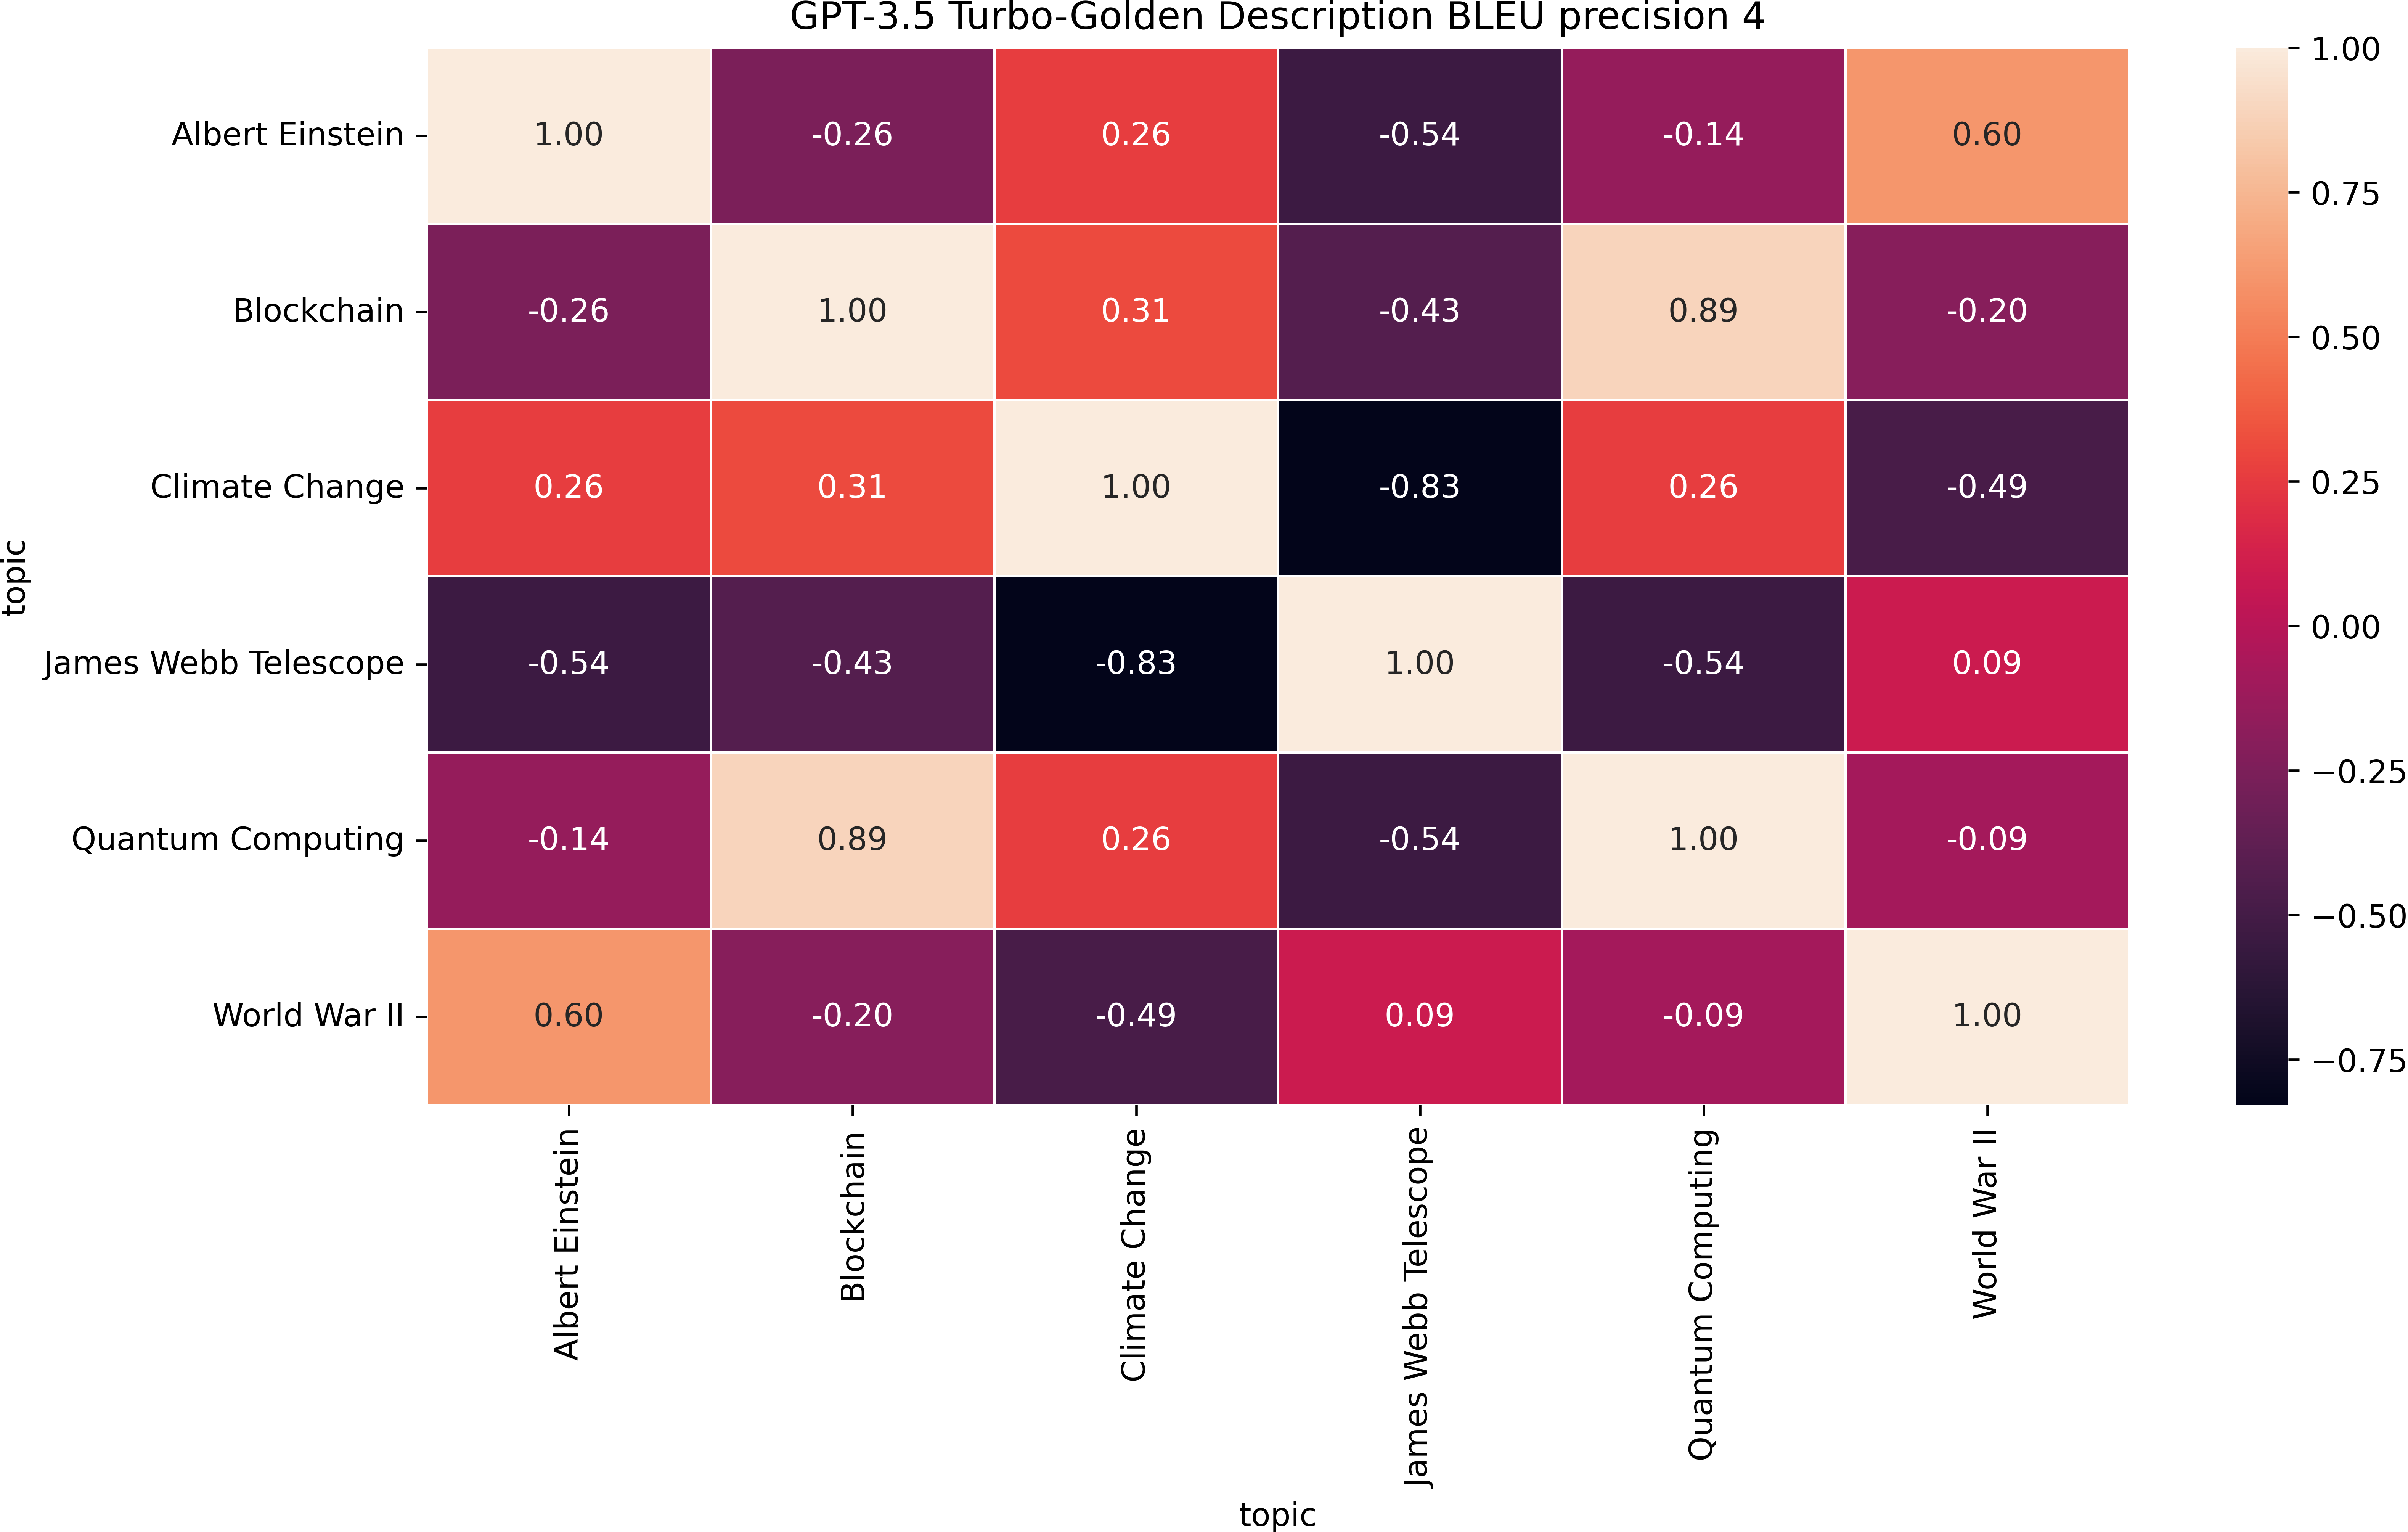 GPT-3.5 Turbo-Golden Description BLEU precision 4
Albert Einstein 1.00 -0.26 0.26 -0.54 -0.14 0.60
Blockchain -0.26 1.00 0.31 -0.43 0.89 -0.20
Climate Change 0.26 0.31 1.00 -0.83 0.26 -0.49
James Webb Telescope -0.54 -0.43 -0.83 1.00 -0.54 0.09
Quantum Computing -0.14 0.89 0.26 -0.54 1.00 -0.09
World War II 0.60 -0.20 -0.49 0.09 -0.09 1.00
topic
Albert Einstein
Blockchain
Climate Change
James Webb Telescope
Quantum Computing
World War II
topic
1.00
0.75
0.50
0.25
0.00
−0.25
−0.50
−0.75